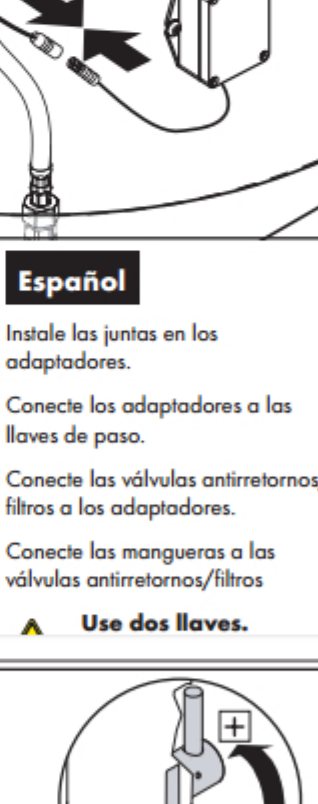 Español
Instale las juntas en los
adaptadores.
Conecte los adaptadores a las
llaves de paso.
Conecte las válvulas antirretornos
filtros a los adaptadores.
Conecte las mangueras a las
válvulas antirretornos/filtros
Use dos llaves.
+